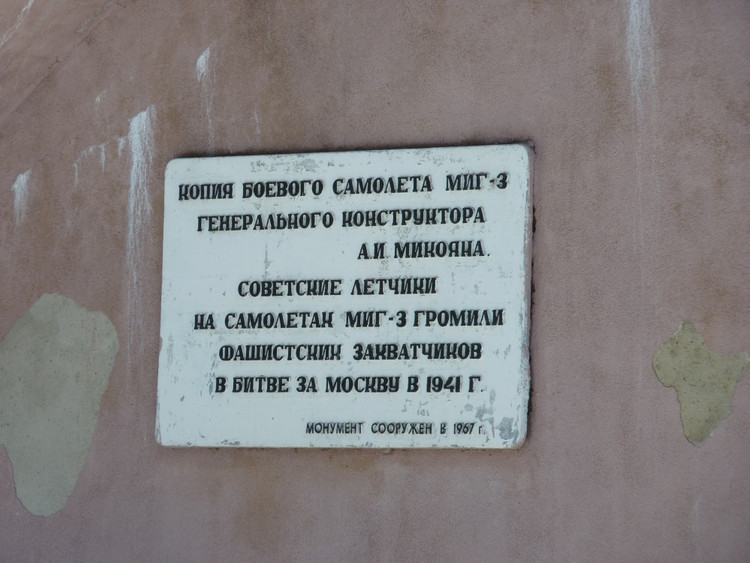 КОПИЯ БОЕВОГО САМОЛЕТА МИГ-3
ГЕНЕРАЛЬНОГО КОНСТРУКТОРА
А.И. МИКОЯНА.
СОВЕТСКИЕ ЛЕТЧИКИ
НА САМОЛЕТАХ МИГ-3 ГРОМИЛИ
ФАШИСТСКИХ ЗАХВАТЧИКОВ
В БИТВЕ ЗА МОСКВУ В 1941 Г.
МОНУМЕНТ СООРУЖЕН В 1967 г.